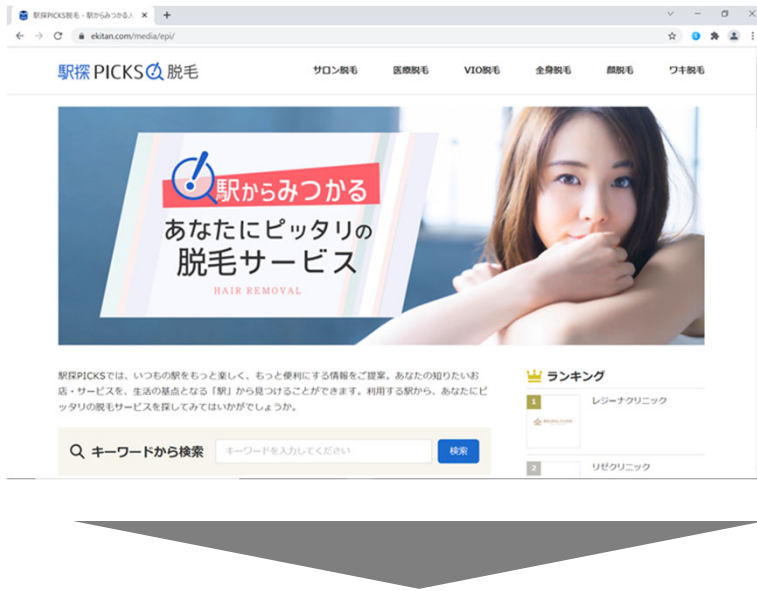 駅探PICKS脱毛 - 駅からみつかる
ekitan.com/media/epi/
駅探 PICKS 脱毛
サロン脱毛 医療脱毛 VIO脱毛 全身脱毛 顔脱毛 ワキ脱毛
駅からみつかる
あなたにピッタリの
脱毛サービス
HAIR REMOVAL
駅探PICKSでは、いつもの駅をもっと楽しく、もっと便利にする情報をご提案。あなたの知りたいお
店・サービスを、生活の基点となる「駅」から見つけることができます。利用する駅から、あなたにピ
ッタリの脱毛サービスを探してみてはいかがでしょうか。
キーワードから検索 キーワードを入力してください 検索
ランキング
1 レジーナクリニック
2 リゼクリニック